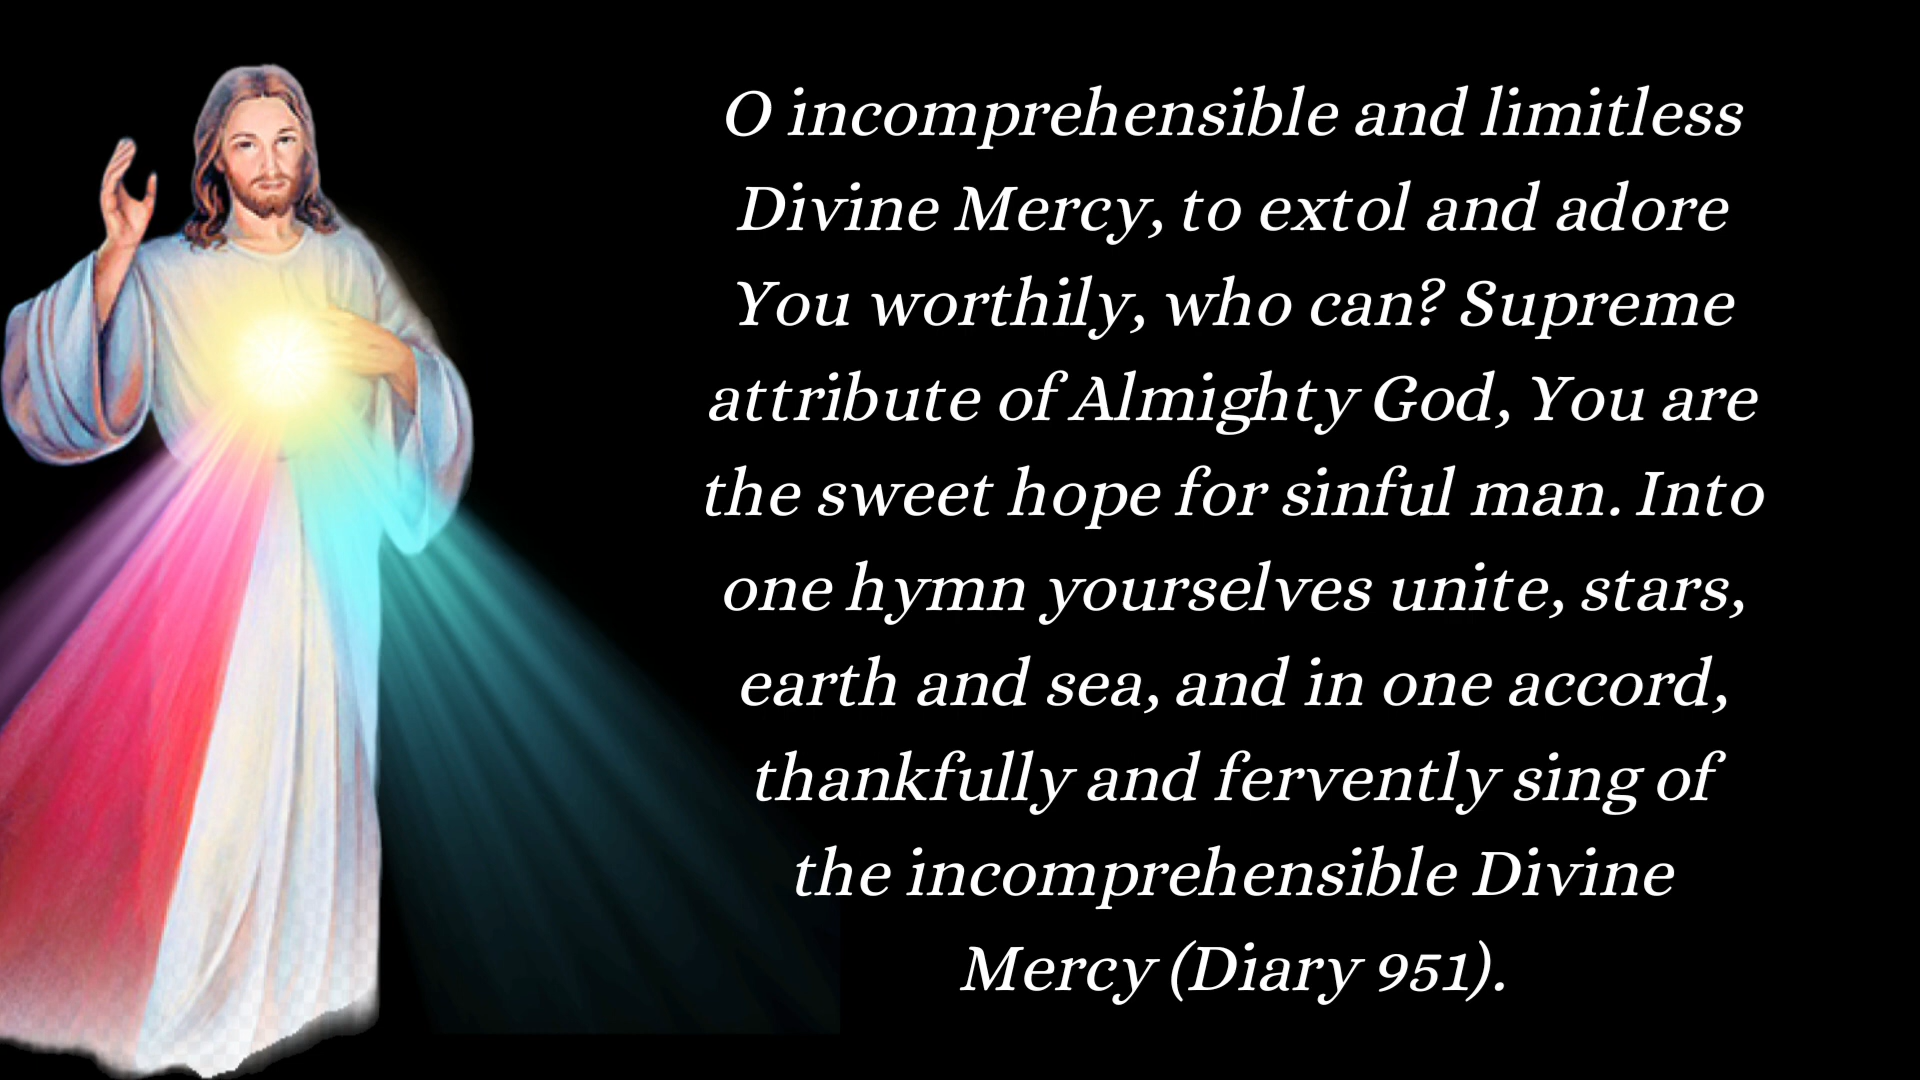 O incomprehensible and limitless
Divine Mercy, to extol and adore
You worthily, who can? Supreme
attribute of Almighty God, You are
the sweet hope for sinful man. Into
one hymn yourselves unite, stars,
earth and sea, and in one accord,
thankfully and fervently sing of
the incomprehensible Divine
Mercy (Diary 951).